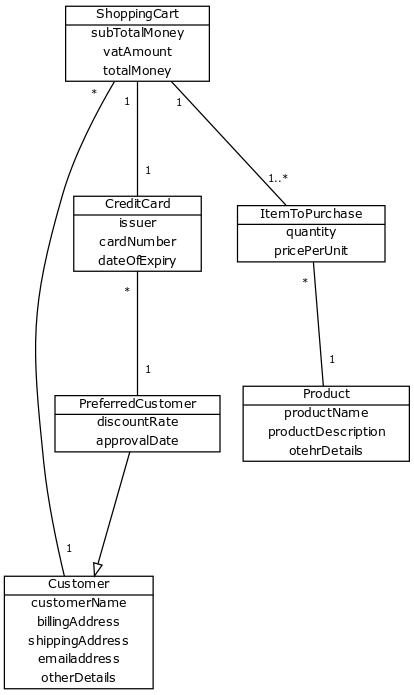 ShoppingCart
subTotalMoney
vatAmount
totalMoney
*
1
1
1
1..*
CreditCard
issuer
cardNumber
dateOfExpiry
ItemToPurchase
quantity
pricePerUnit
*
*
1
1
PreferredCustomer
discountRate
approvalDate
Product
productName
productDescription
otehrDetails
1
Customer
customerName
billingAddress
shippingAddress
emailaddress
otherDetails